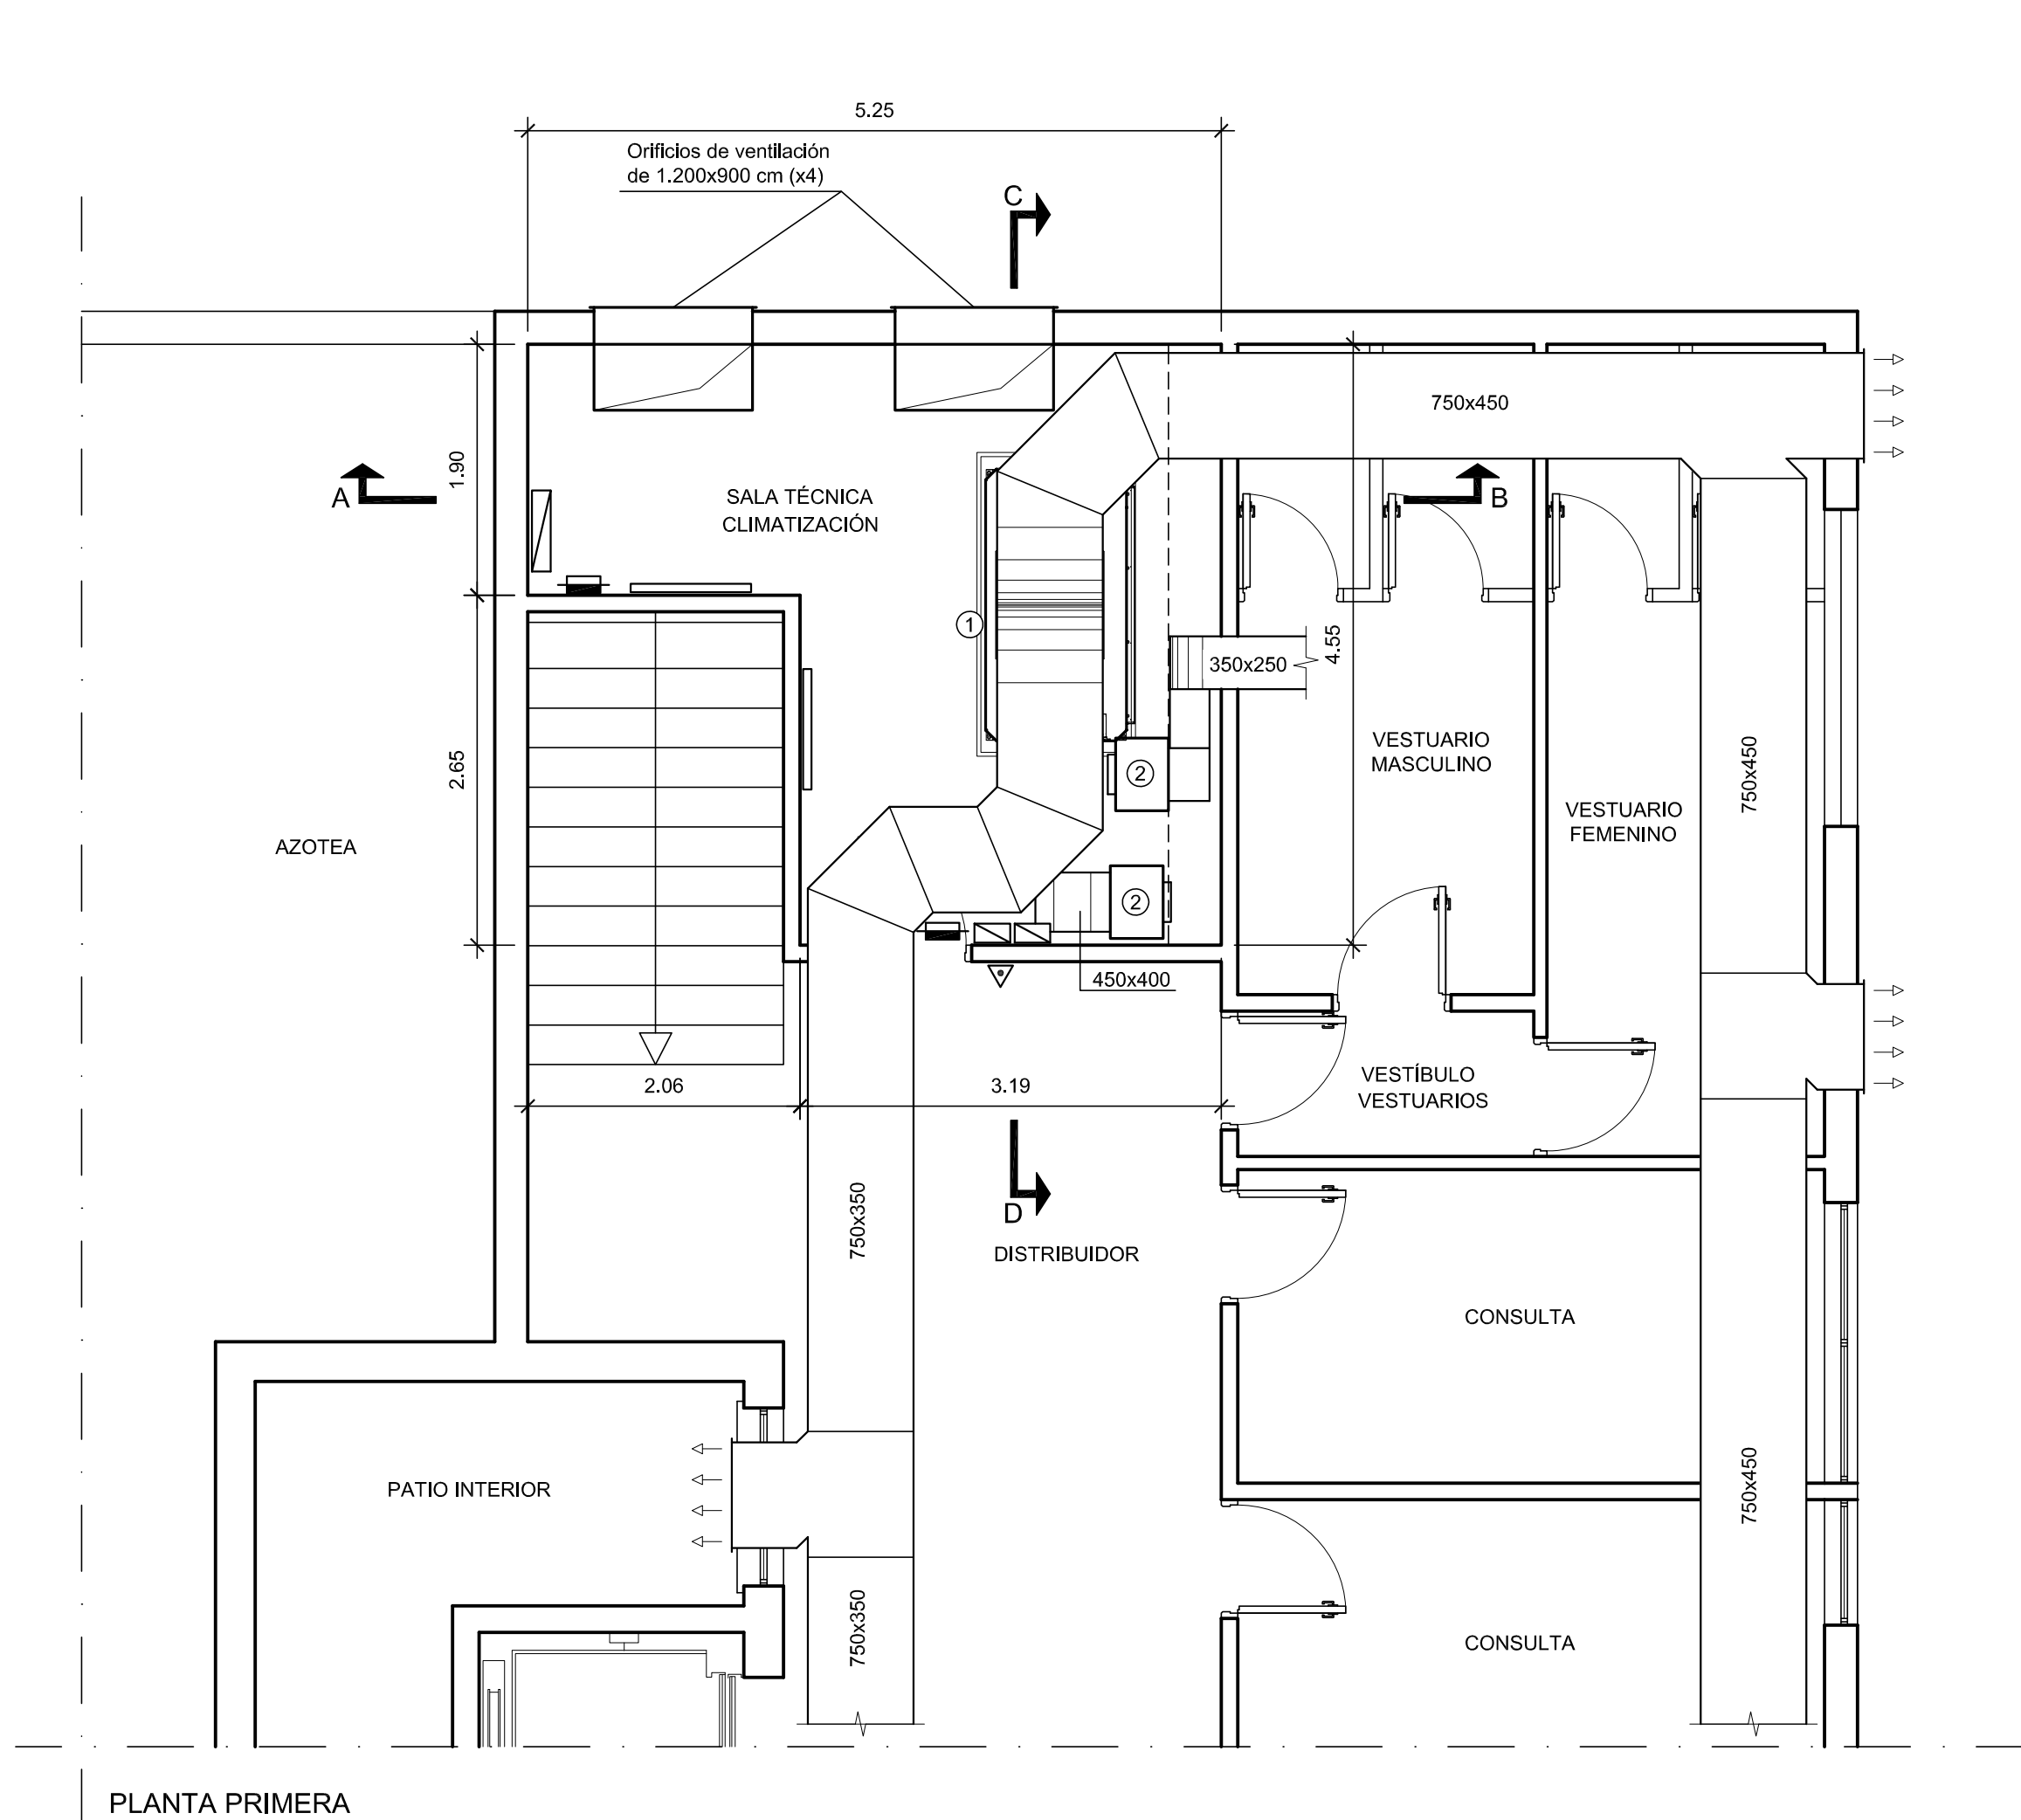 5.25
Orificios de ventilación
de 1.200x900 cm (x4)
C
750x450
1.90
A
SALA TÉCNICA
CLIMATIZACIÓN
B
1
4.55
350x250
2.65
VESTUARIO
MASCULINO
2
750x450
VESTUARIO
FEMENINO
AZOTEA
2
450x400
2.06
3.19
VESTÍBULO
VESTUARIOS
750x350
D
DISTRIBUIDOR
CONSULTA
PATIO INTERIOR
750x450
750x350
CONSULTA
PLANTA PRIMERA